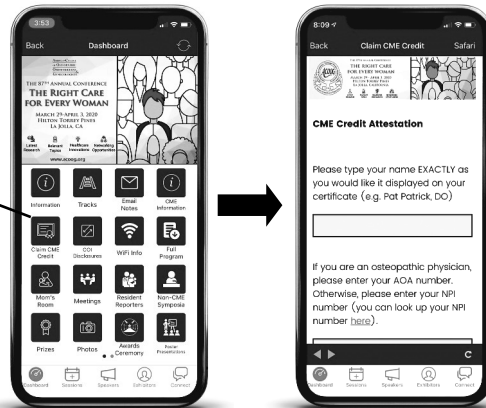 3:53
Back Dashboard
THE 87TH ANNUAL CONFERENCE
THE RIGHT CARE
FOR EVERY WOMAN
MARCH 29-APRIL 3, 2020
HILTON TORREY PINES
LA JOLLA, CA
Latest Research
Relevant Topics
Healthcare Innovations
Networking Opportunities
www.acoog.org
Information
Tracks
Email Notes
CME Information
Claim CME Credit
COI Disclosures
WiFi Info
Full Program
Mom's Room
Meetings
Resident Reporters
Non-CME Symposia
Prizes
Photos
Awards Ceremony
Poster Presentations
Dashboard
Sessions
Speakers
Exhibitors
Connect
8:09
Back Claim CME Credit Safari
THE RIGHT CARE
FOR EVERY WOMAN
CME Credit Attestation
Please type your name EXACTLY as
you would like it displayed on your
certificate (e.g. Pat Patrick, DO)
If you are an osteopathic physician,
please enter your AOA number.
Otherwise, please enter your NPI
number (you can look up your NPI
number here).
Dashboard
Sessions
Speakers
Exhibitors
Connect